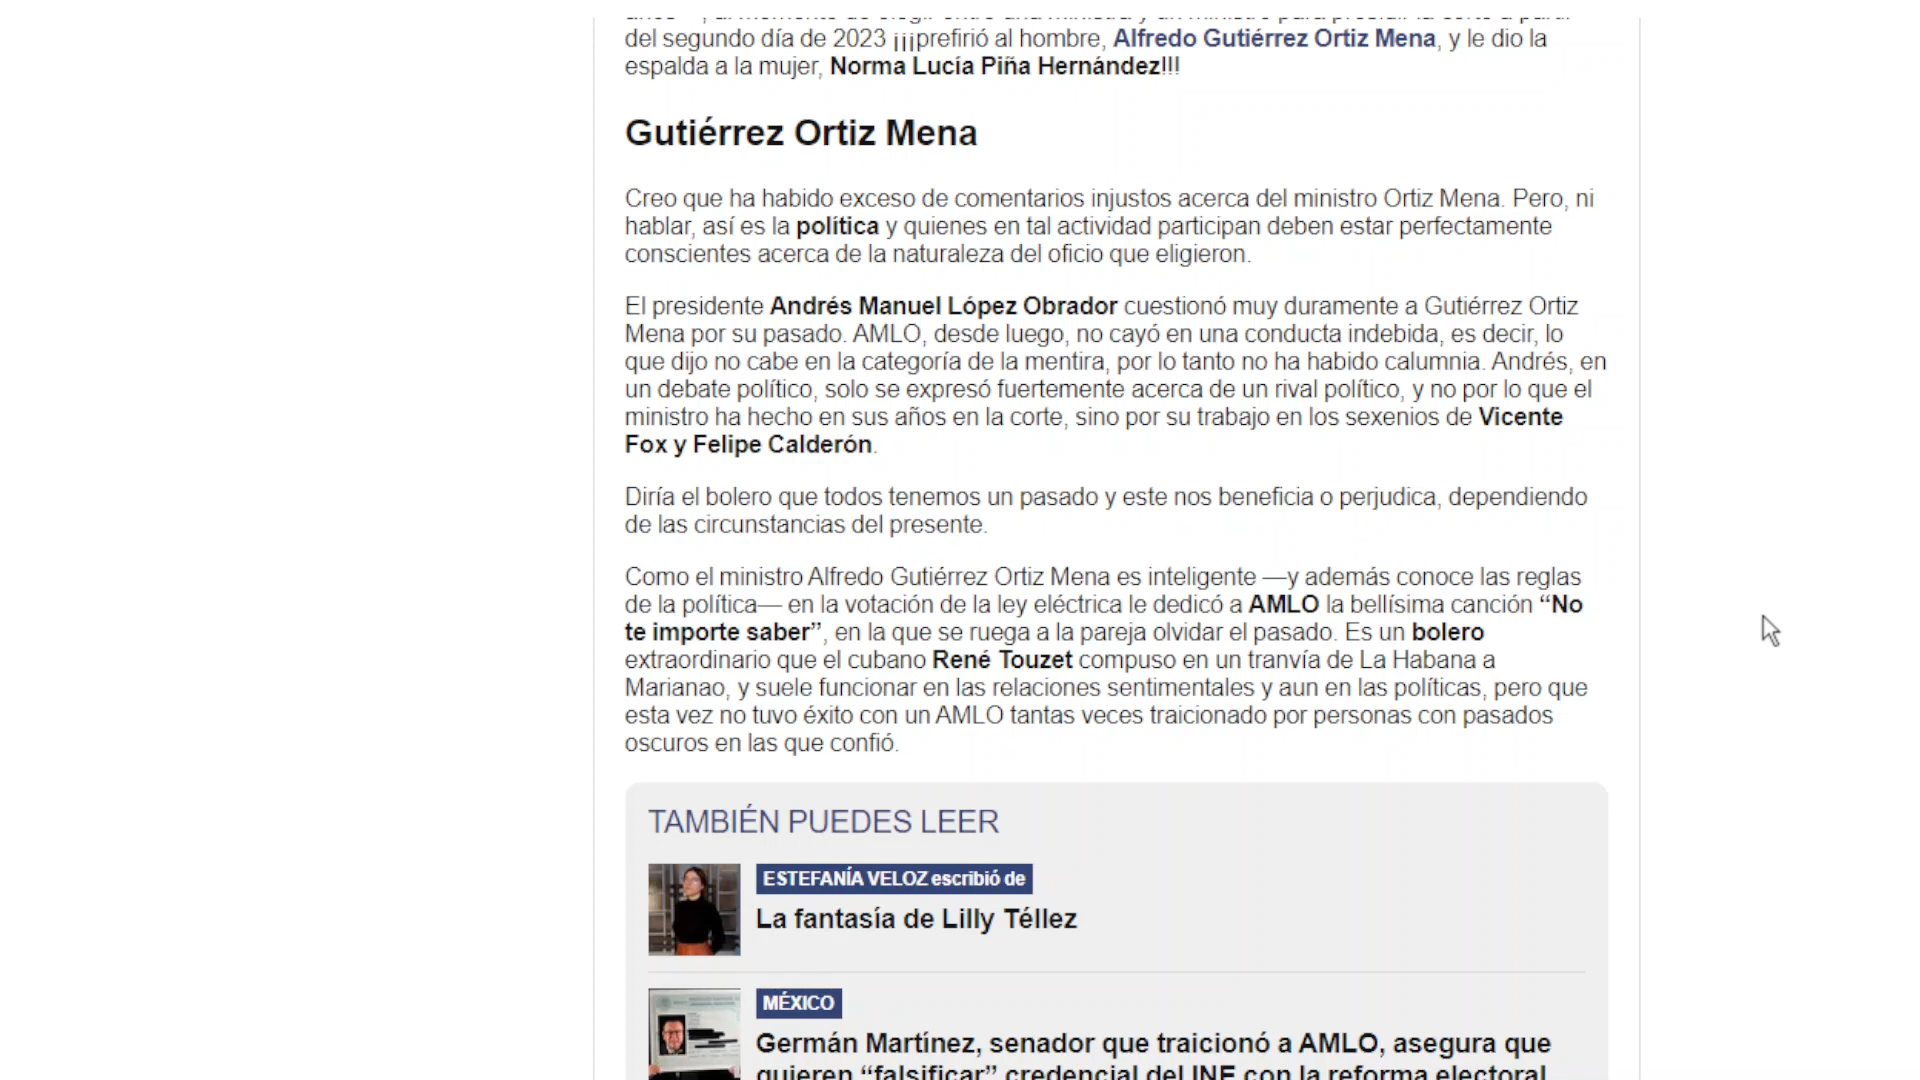 del segundo día de 2023 ¡¡¡prefirió al hombre, Alfredo Gutiérrez Ortiz Mena, y le dio la
espalda a la mujer, Norma Lucía Piña Hernández!!!
Gutiérrez Ortiz Mena
Creo que ha habido exceso de comentarios injustos acerca del ministro Ortiz Mena. Pero, ni
hablar, así es la política y quienes en tal actividad participan deben estar perfectamente
conscientes acerca de la naturaleza del oficio que eligieron.
El presidente Andrés Manuel López Obrador cuestionó muy duramente a Gutiérrez Ortiz
Mena por su pasado. AMLO, desde luego, no cayó en una conducta indebida, es decir, lo
que dijo no cabe en la categoría de la mentira, por lo tanto no ha habido calumnia. Andrés, en
un debate político, solo se expresó fuertemente acerca de un rival político, y no por lo que el
ministro ha hecho en sus años en la corte, sino por su trabajo en los sexenios de Vicente
Fox y Felipe Calderón.
Diría el bolero que todos tenemos un pasado y este nos beneficia o perjudica, dependiendo
de las circunstancias del presente.
Como el ministro Alfredo Gutiérrez Ortiz Mena es inteligente —y además conoce las reglas
de la política— en la votación de la ley eléctrica le dedicó a AMLO la bellísima canción “No
te importe saber”, en la que se ruega a la pareja olvidar el pasado. Es un bolero
extraordinario que el cubano René Touzet compuso en un tranvía de La Habana a
Marianao, y suele funcionar en las relaciones sentimentales y aun en las políticas, pero que
esta vez no tuvo éxito con un AMLO tantas veces traicionado por personas con pasados
oscuros en las que confió.
TAMBIÉN PUEDES LEER
ESTEFANÍA VELOZ escribió de
La fantasía de Lilly Téllez
MÉXICO
Germán Martínez, senador que traicionó a AMLO, asegura que
quieren “falsificar” credencial del INE con la reforma electoral